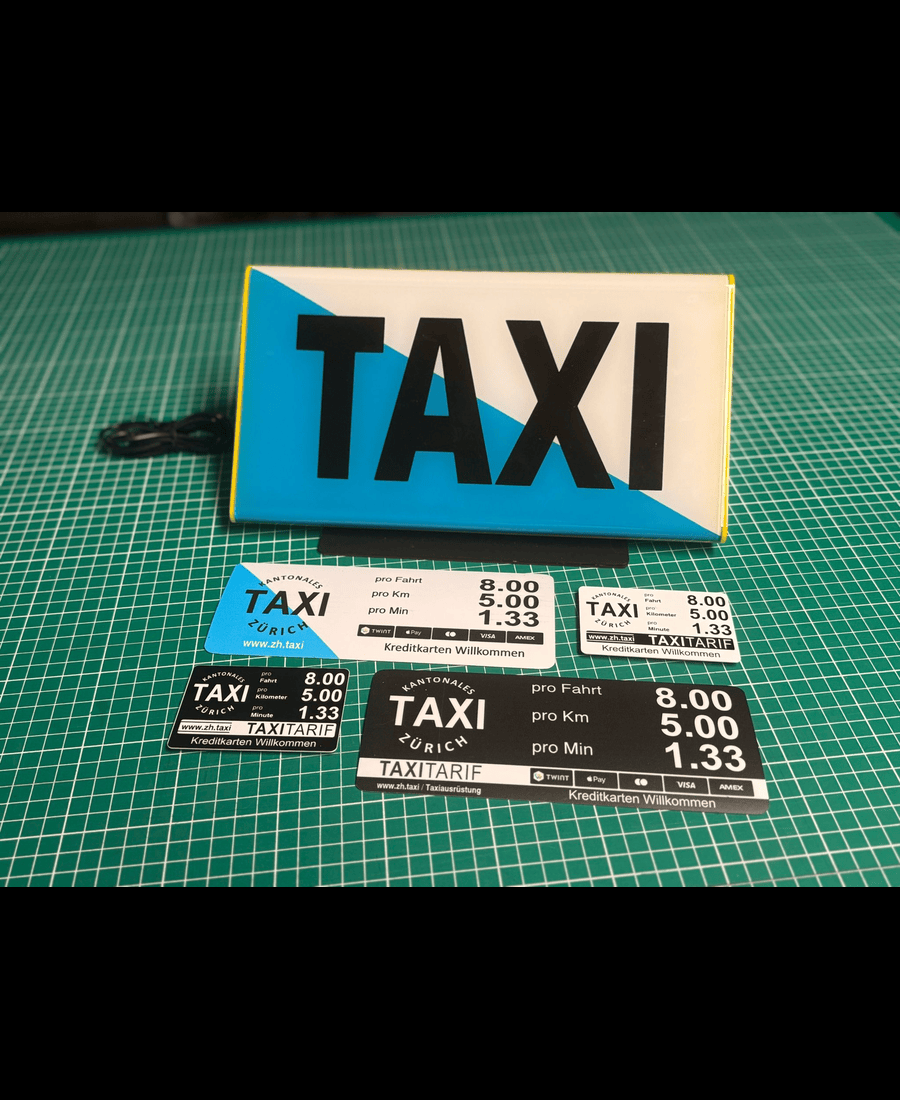 TAXI
KANTONALES
TAXI
ZÜRICH
www.zh.taxi
pro Fahrt 8.00
pro Km 5.00
pro Min 1.33
TWINT Pay VISA AMEX
Kreditkarten Willkommen
KANTONALES
TAXI
ZÜRICH
pro Fahrt 8.00
pro Kilometer 5.00
pro Minute 1.33
www.zh.taxi TAXITARIF
Kreditkarten Willkommen
KANTONALES
TAXI
ZÜRICH
pro Fahrt 8.00
pro Kilometer 5.00
pro Minute 1.33
www.zh.taxi TAXITARIF
Kreditkarten Willkommen
KANTONALES
TAXI
ZÜRICH
pro Fahrt 8.00
pro Km 5.00
pro Min 1.33
TAXITARIF TWINT Pay VISA AMEX
www.zh.taxi / Taxiausrüstung Kreditkarten Willkommen